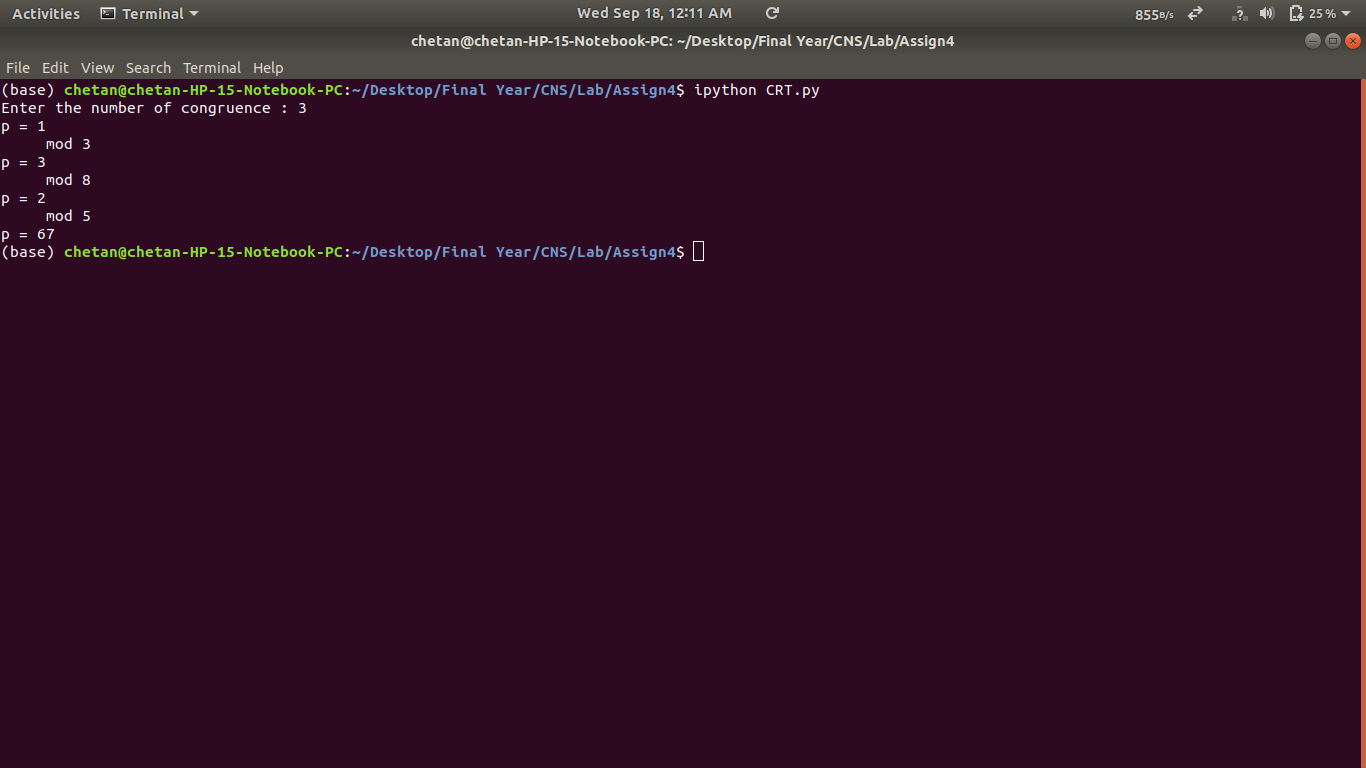 Activities Terminal Wed Sep 18, 12:11 AM 855B/s ? 25%
chetan@chetan-HP-15-Notebook-PC: ~/Desktop/Final Year/CNS/Lab/Assign4
File Edit View Search Terminal Help
(base) chetan@chetan-HP-15-Notebook-PC:~/Desktop/Final Year/CNS/Lab/Assign4$ ipython CRT.py
Enter the number of congruence : 3
p = 1
     mod 3
p = 3
     mod 8
p = 2
     mod 5
p = 67
(base) chetan@chetan-HP-15-Notebook-PC:~/Desktop/Final Year/CNS/Lab/Assign4$